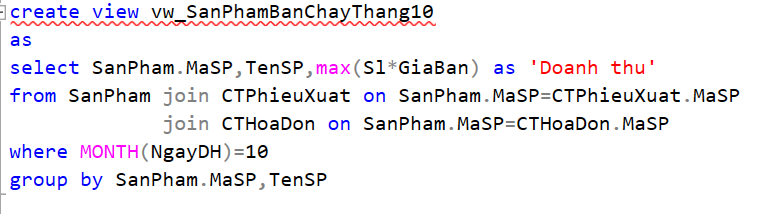 create view vw_SanPhamBanChayThang10
as
select SanPham.MaSP,TenSP,max(Sl*GiaBan) as 'Doanh thu'
from SanPham join CTPhieuXuat on SanPham.MaSP=CTPhieuXuat.MaSP
join CTHoaDon on SanPham.MaSP=CTHoaDon.MaSP
where MONTH(NgayDH)=10
group by SanPham.MaSP,TenSP